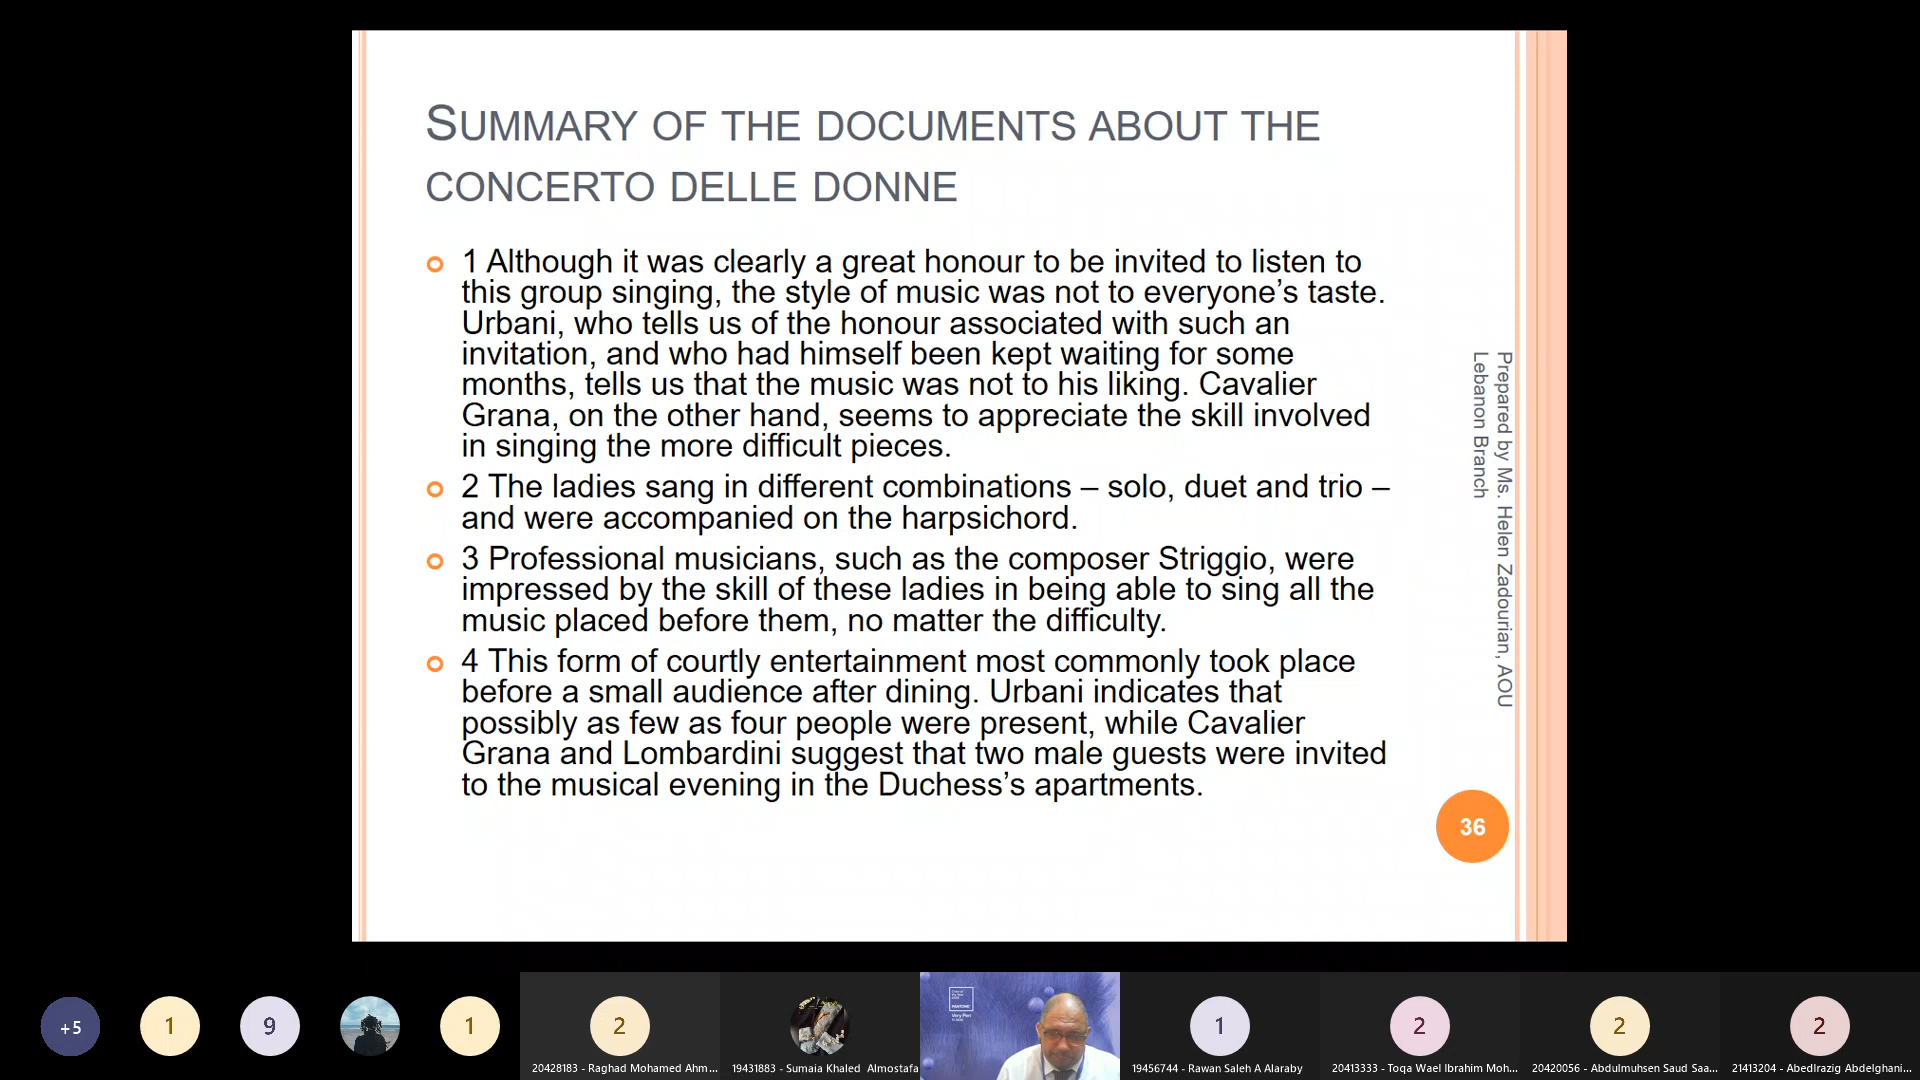 SUMMARY OF THE DOCUMENTS ABOUT THE
CONCERTO DELLE DONNE
1 Although it was clearly a great honour to be invited to listen to
this group singing, the style of music was not to everyone’s taste.
Urbani, who tells us of the honour associated with such an
invitation, and who had himself been kept waiting for some
months, tells us that the music was not to his liking. Cavalier
Grana, on the other hand, seems to appreciate the skill involved
in singing the more difficult pieces.
2 The ladies sang in different combinations – solo, duet and trio –
and were accompanied on the harpsichord.
3 Professional musicians, such as the composer Striggio, were
impressed by the skill of these ladies in being able to sing all the
music placed before them, no matter the difficulty.
4 This form of courtly entertainment most commonly took place
before a small audience after dining. Urbani indicates that
possibly as few as four people were present, while Cavalier
Grana and Lombardini suggest that two male guests were invited
to the musical evening in the Duchess’s apartments.
Prepared by Ms. Helen Zadourian, AOU
Lebanon Branch
36
+5
1
9
1
2
1
2
2
2
PANTONE
Very Peri
20428183 - Raghad Mohamed Ahm...
19431883 - Sumaia Khaled Almostafa
19456744 - Rawan Saleh A Alaraby
20413333 - Toqa Wael Ibrahim Moh...
20420056 - Abdulmuhsen Saud Saa...
21413204 - Abedlrazig Abdelghani...